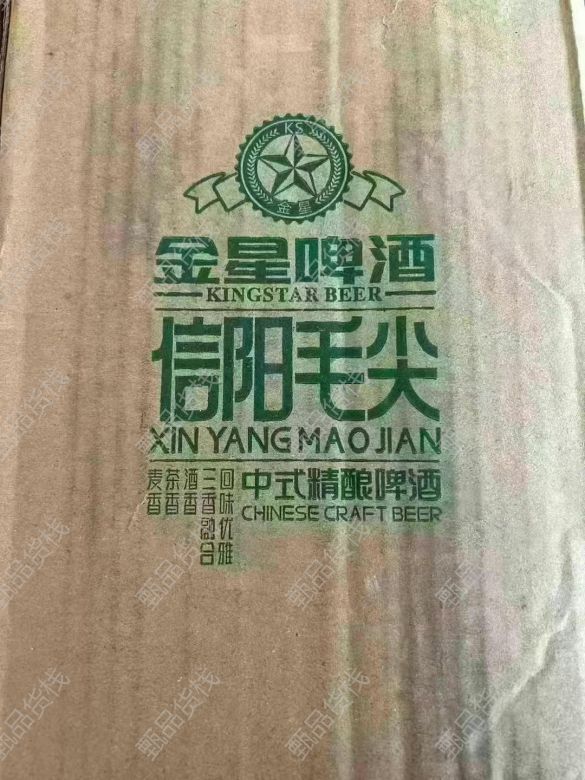 KS
金星
金星啤酒
KINGSTAR BEER
信阳毛尖
XIN YANG MAO JIAN
麦香
茶香
酒香
三香融合
回味优雅
中式精酿啤酒
CHINESE CRAFT BEER
甄品货栈